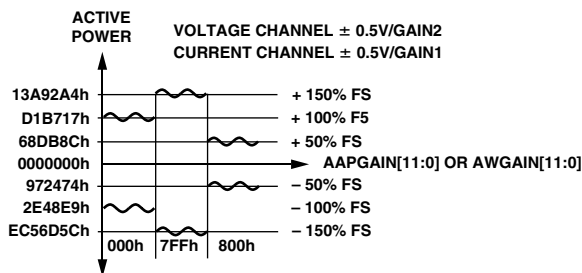 ACTIVE POWER
VOLTAGE CHANNEL ± 0.5V/GAIN2
CURRENT CHANNEL ± 0.5V/GAIN1
13A92A4h + 150% FS
D1B717h + 100% F5
68DB8Ch + 50% FS
0000000h AAPGAIN[11:0] OR AWGAIN[11:0]
972474h – 50% FS
2E48E9h – 100% FS
EC56D5Ch – 150% FS
000h 7FFh 800h